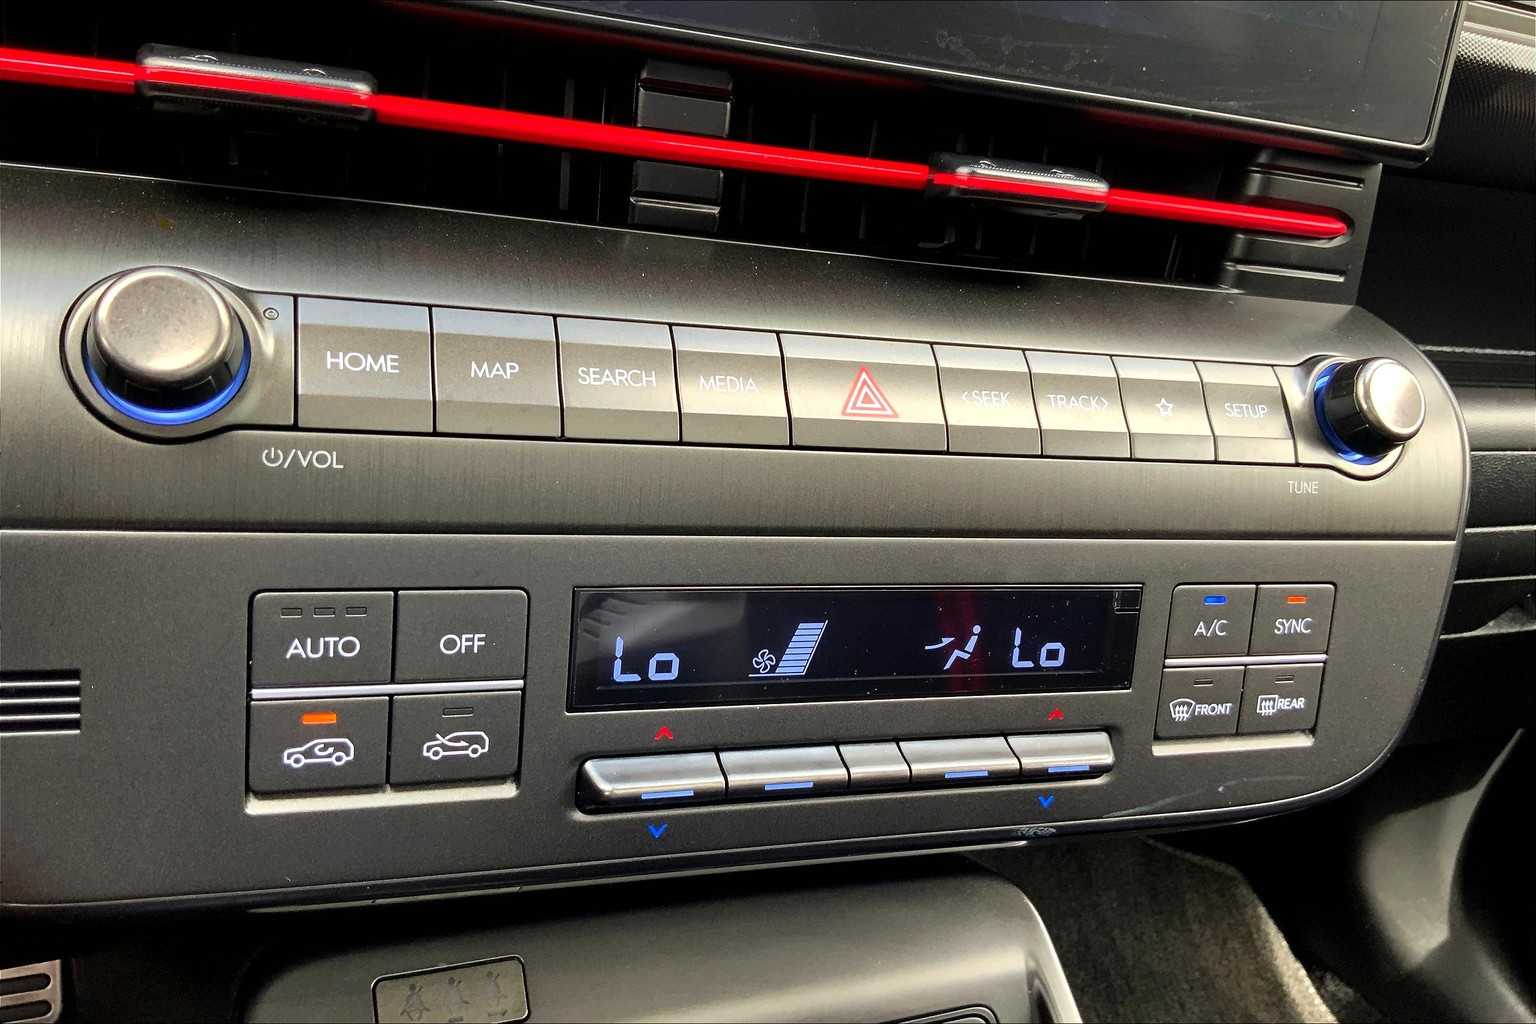 HOME
MAP
SEARCH
MEDIA
<SEEK
TRACK>
SETUP
/VOL
TUNE
AUTO
OFF
Lo
Lo
A/C
SYNC
FRONT
REAR